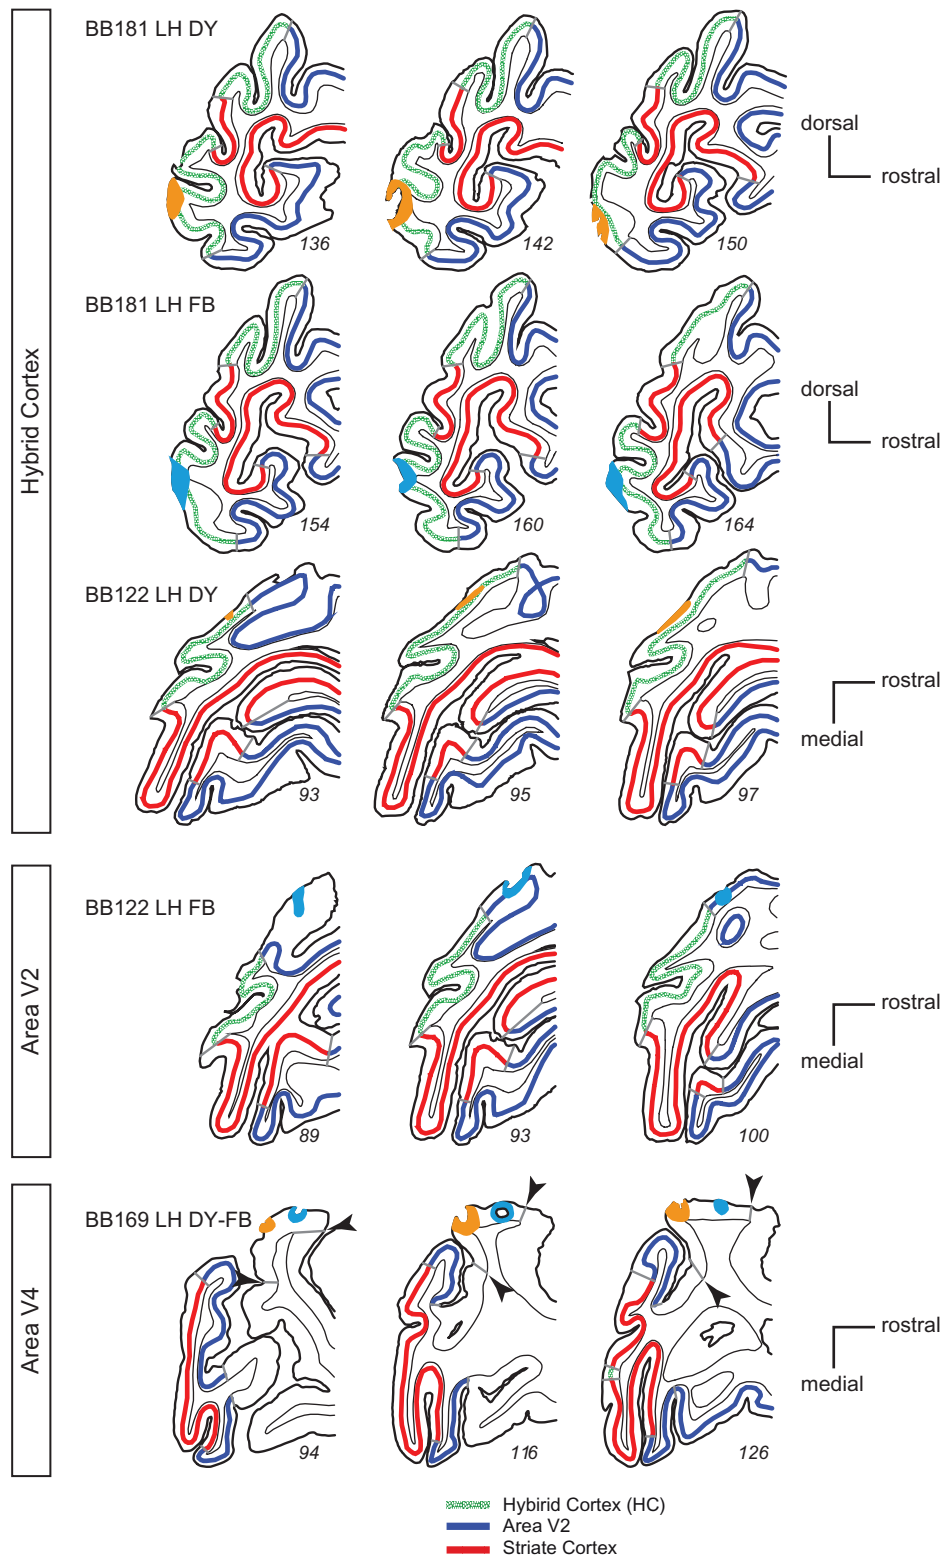 Hybrid Cortex
BB181 LH DY
136
142
150
dorsal
rostral
BB181 LH FB
154
160
164
dorsal
rostral
BB122 LH DY
93
95
97
rostral
medial
Area V2
BB122 LH FB
89
93
100
rostral
medial
Area V4
BB169 LH DY-FB
94
116
126
rostral
medial
Hybirid Cortex (HC)
Area V2
Striate Cortex